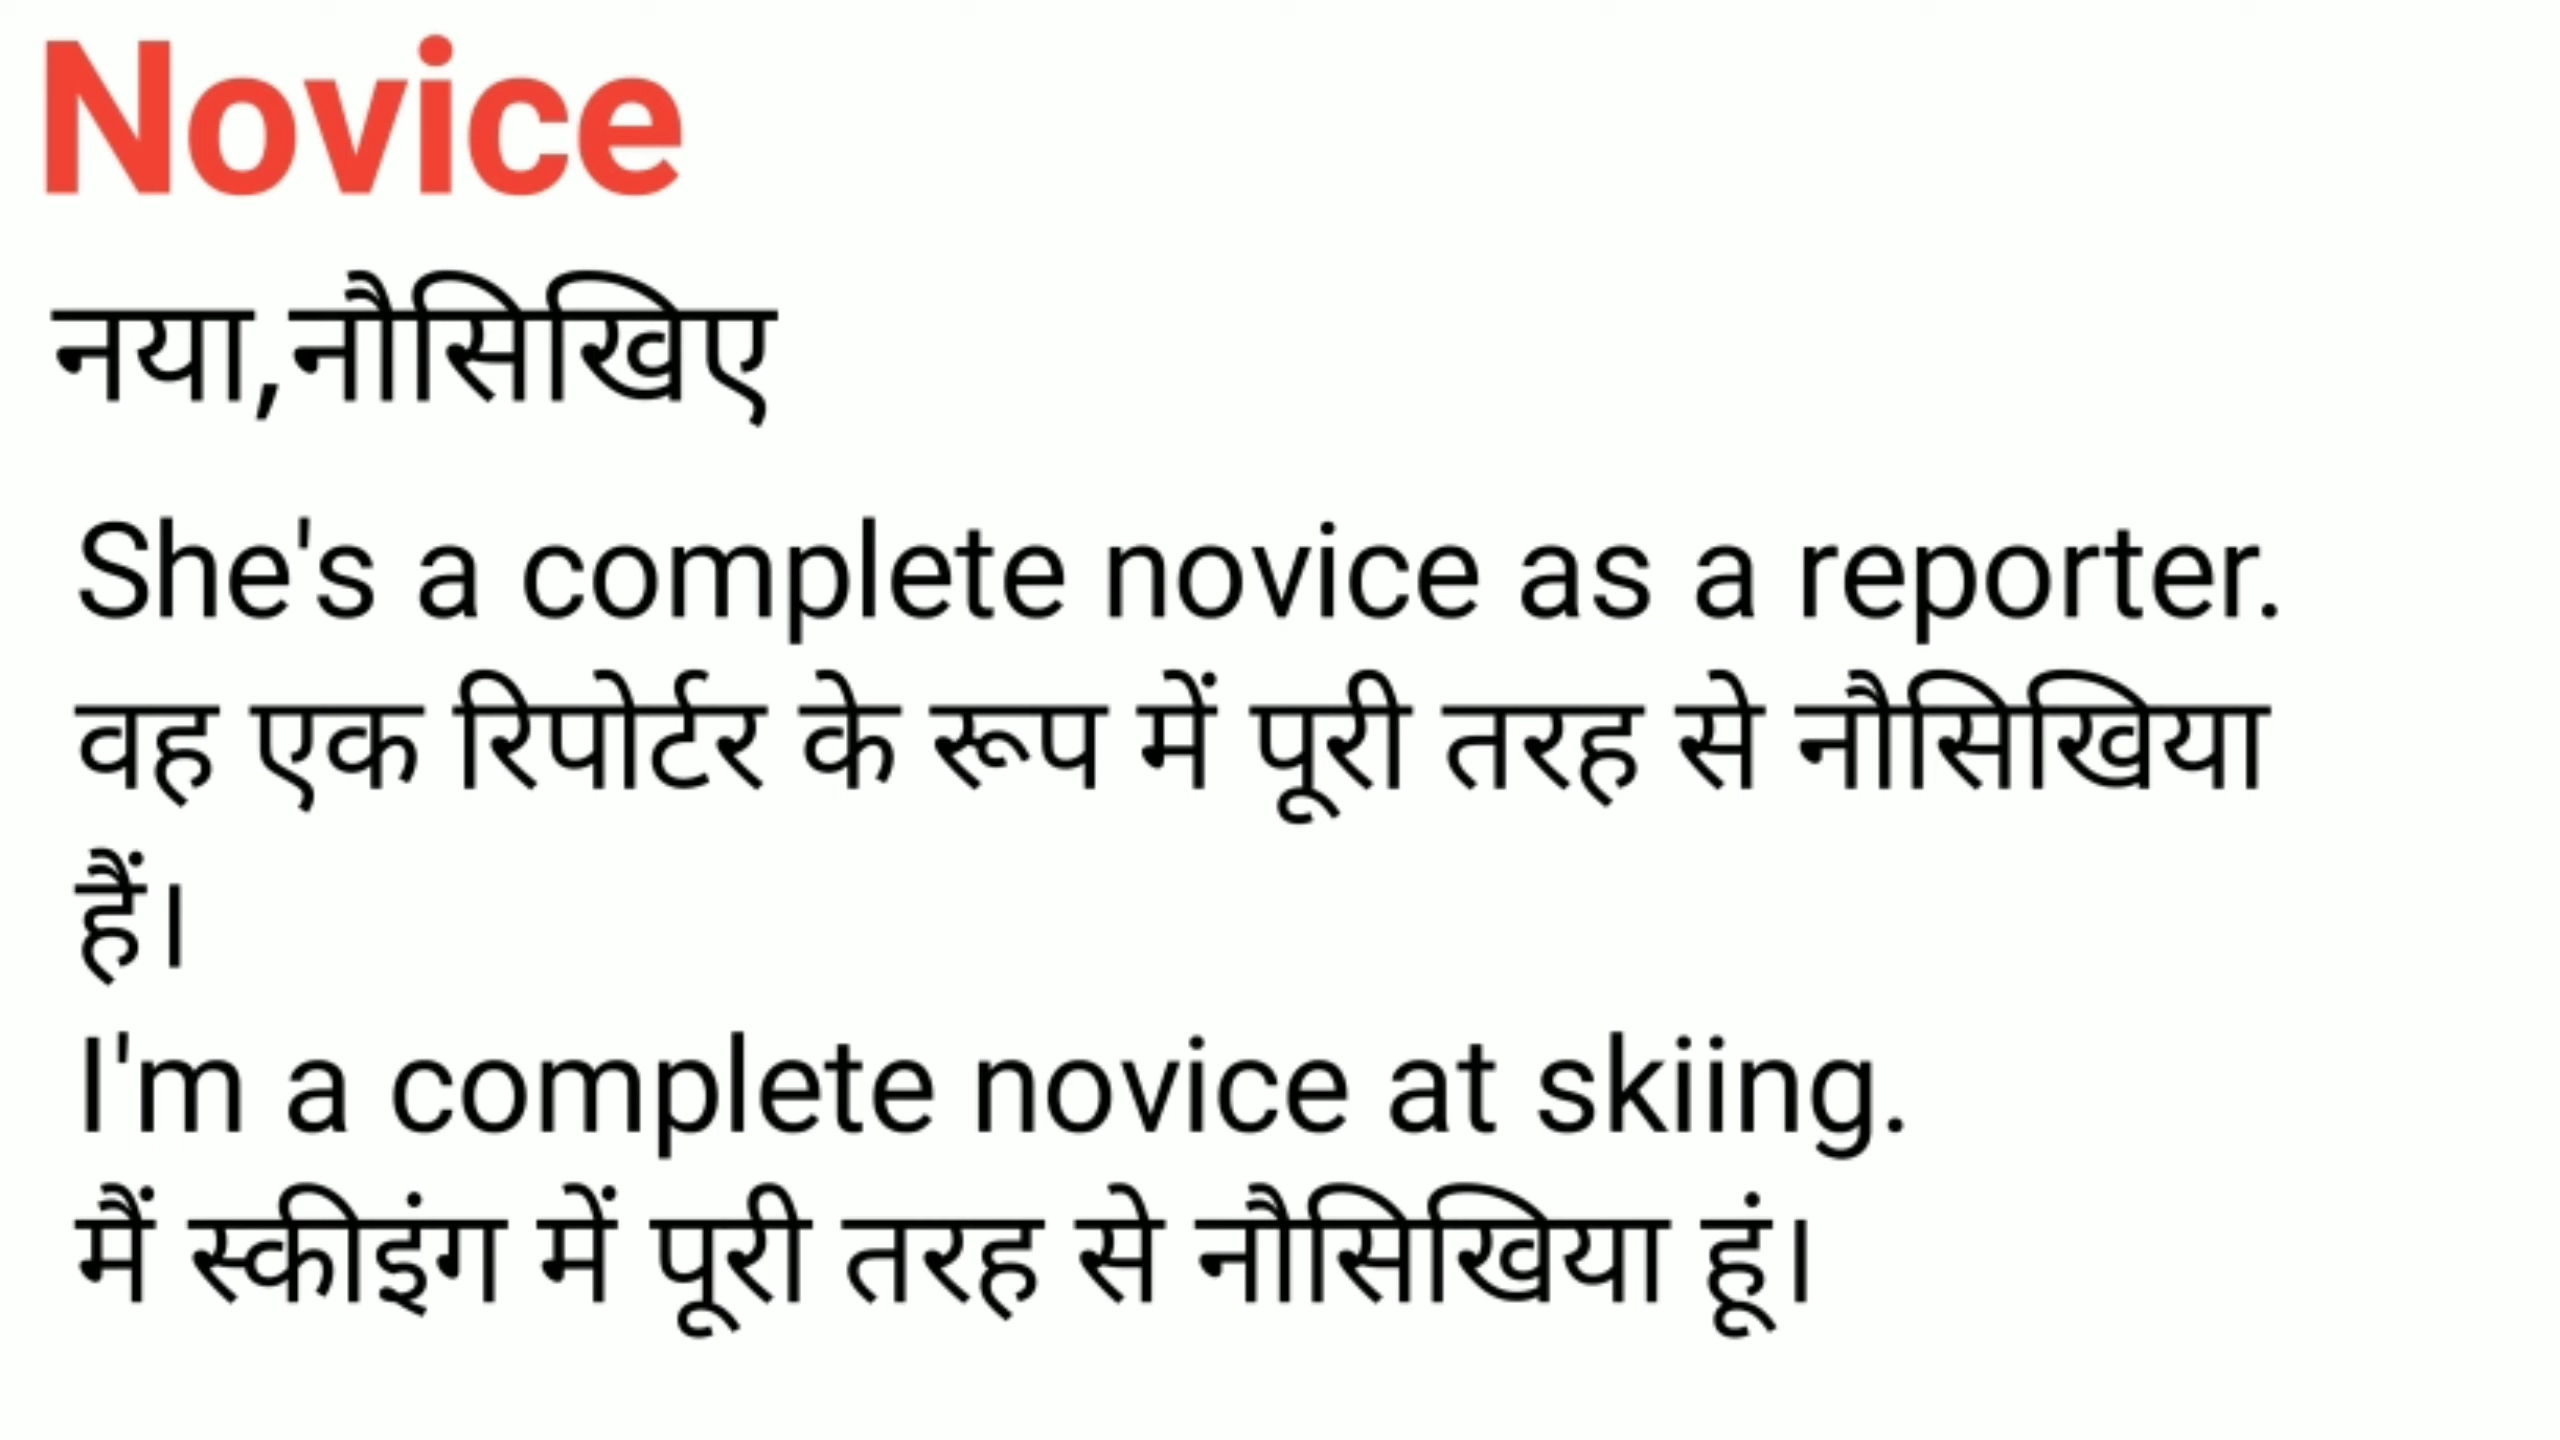 Novice
नया,नौसिखिए
She's a complete novice as a reporter.
वह एक रिपोर्टर के रूप में पूरी तरह से नौसिखिया
हैं।
I'm a complete novice at skiing.
मैं स्कीइंग में पूरी तरह से नौसिखिया हूं।